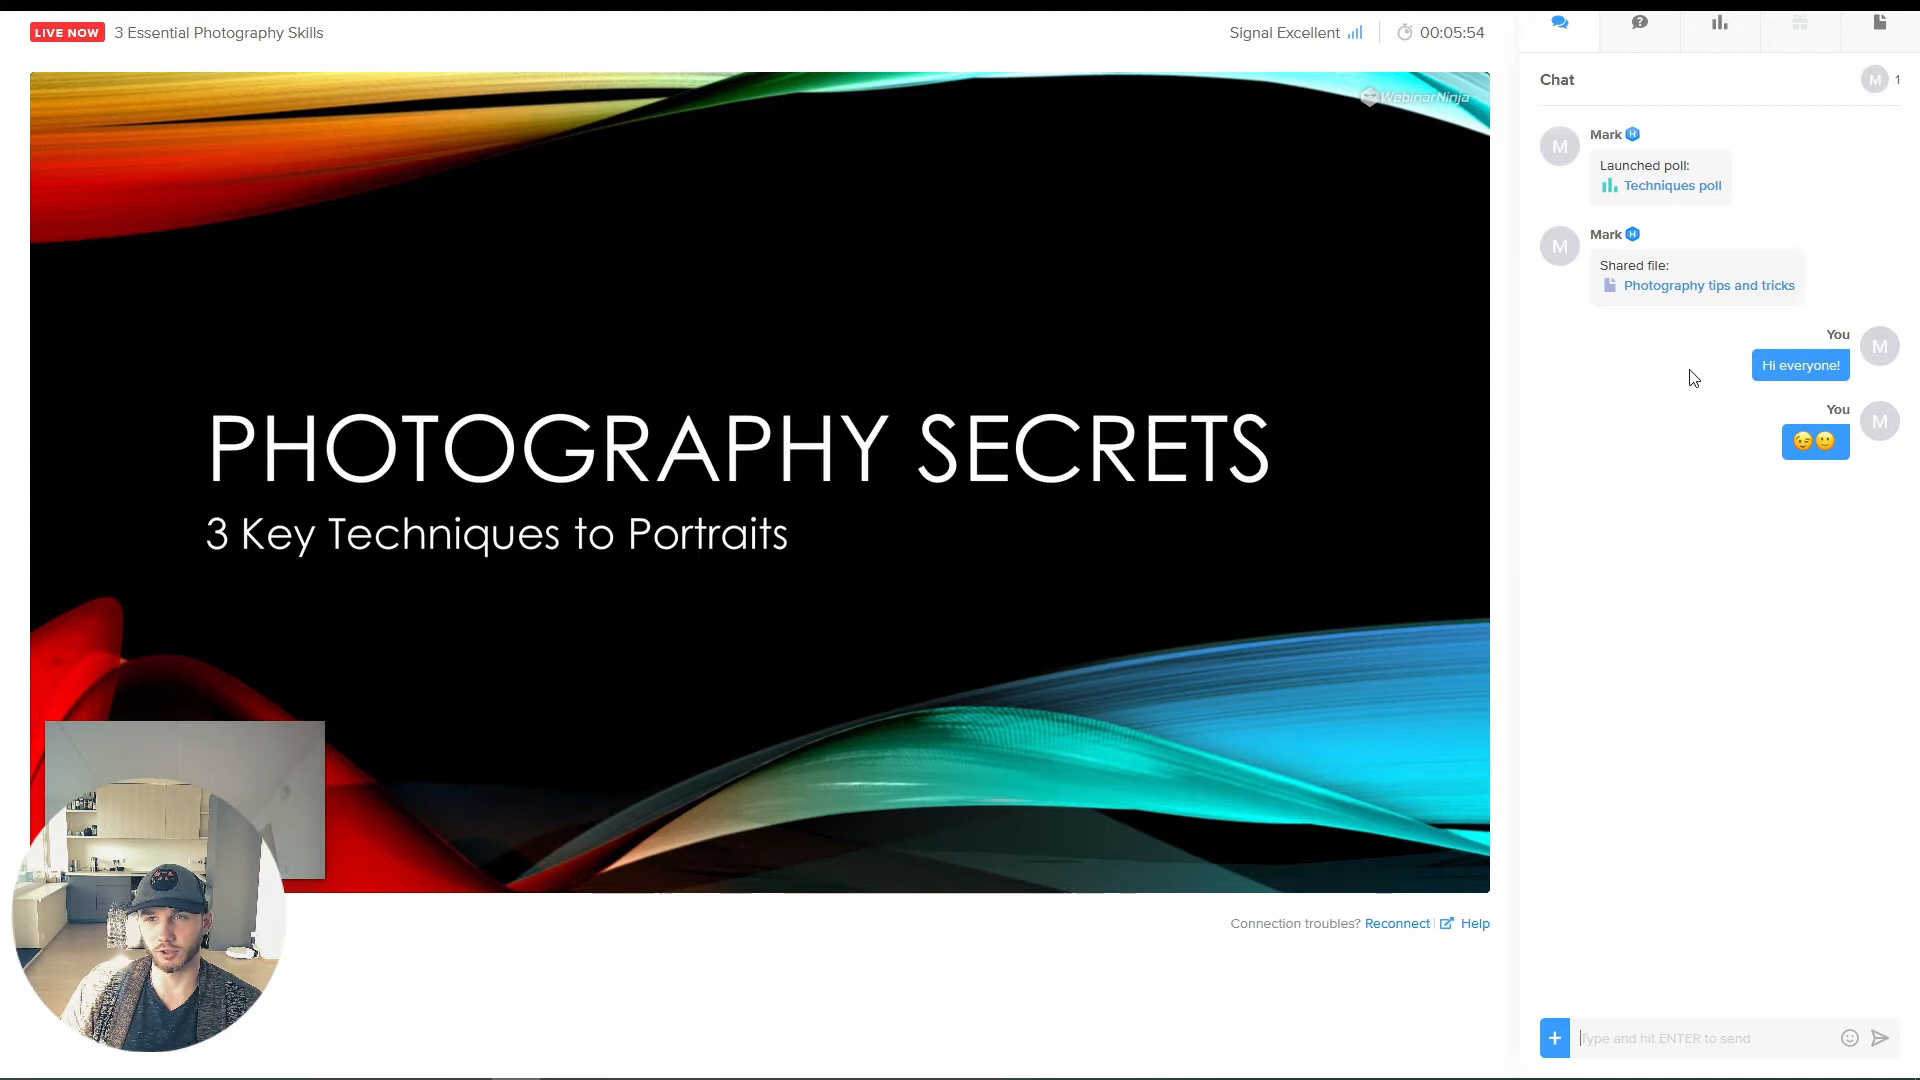 LIVE NOW 3 Essential Photography Skills
Signal Excellent 00:05:54
WebinarNinja
PHOTOGRAPHY SECRETS
3 Key Techniques to Portraits
Connection troubles? Reconnect Help
Chat
M 1
M
Mark H
Launched poll:
Techniques poll
M
Mark H
Shared file:
Photography tips and tricks
You
M
Hi everyone!
You
M
😉🙂
+ Type and hit ENTER to send